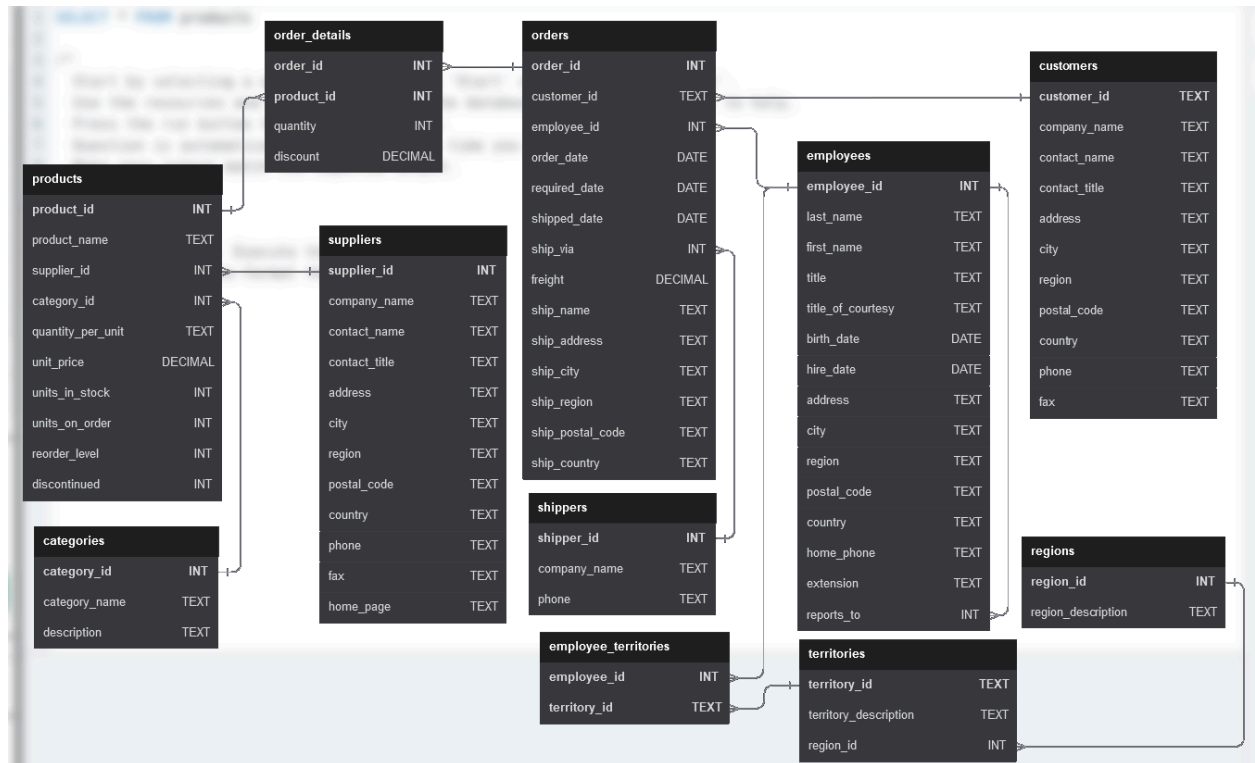 SELECT * FROM products
order_details
order_id INT
product_id INT
quantity INT
discount DECIMAL
orders
order_id INT
customer_id TEXT
employee_id INT
order_date DATE
required_date DATE
shipped_date DATE
ship_via INT
freight DECIMAL
ship_name TEXT
ship_address TEXT
ship_city TEXT
ship_region TEXT
ship_postal_code TEXT
ship_country TEXT
customers
customer_id TEXT
company_name TEXT
contact_name TEXT
contact_title TEXT
address TEXT
city TEXT
region TEXT
postal_code TEXT
country TEXT
phone TEXT
fax TEXT
employees
employee_id INT
last_name TEXT
first_name TEXT
title TEXT
title_of_courtesy TEXT
birth_date DATE
hire_date DATE
address TEXT
city TEXT
region TEXT
postal_code TEXT
country TEXT
home_phone TEXT
extension TEXT
reports_to INT
products
product_id INT
product_name TEXT
supplier_id INT
category_id INT
quantity_per_unit TEXT
unit_price DECIMAL
units_in_stock INT
units_on_order INT
reorder_level INT
discontinued INT
suppliers
supplier_id INT
company_name TEXT
contact_name TEXT
contact_title TEXT
address TEXT
city TEXT
region TEXT
postal_code TEXT
country TEXT
phone TEXT
fax TEXT
home_page TEXT
shippers
shipper_id INT
company_name TEXT
phone TEXT
categories
category_id INT
category_name TEXT
description TEXT
regions
region_id INT
region_description TEXT
employee_territories
employee_id INT
territory_id TEXT
territories
territory_id TEXT
territory_description TEXT
region_id INT